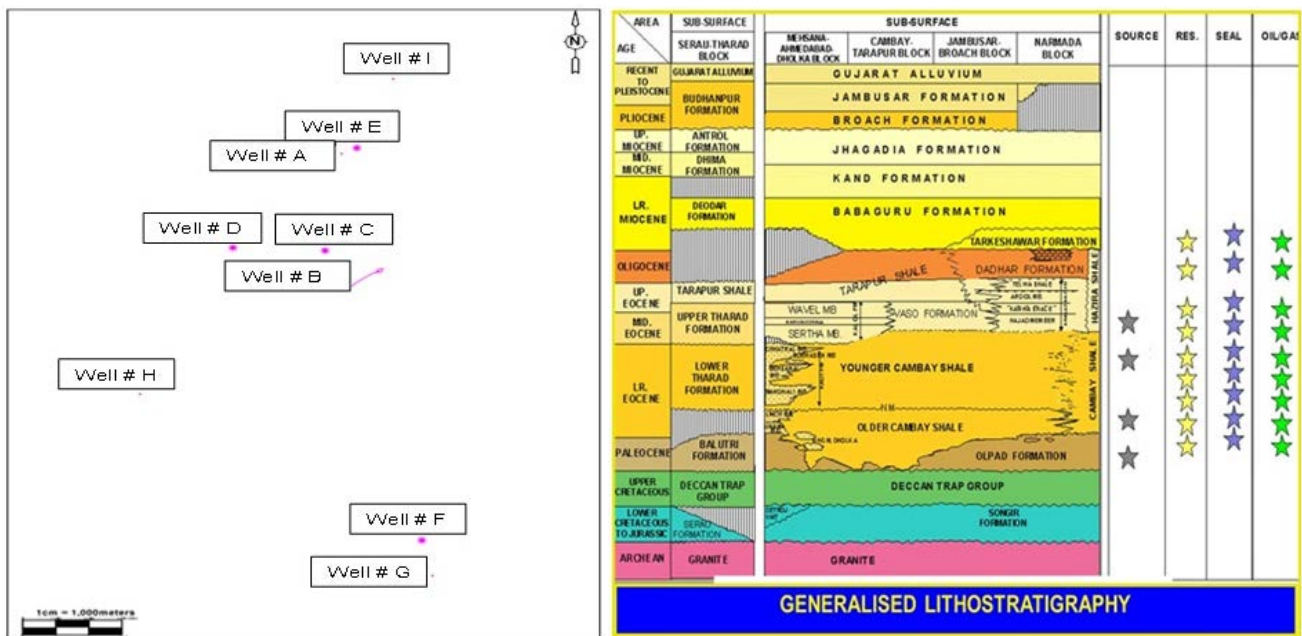 Well # I
N
Well # E
Well # A
Well # D
Well # C
Well # B
Well # H
Well # F
Well # G
1cm = 1,000meters
AREA
AGE
SUB-SURFACE
SERAU-THARAD
BLOCK
SUB-SURFACE
MEHSANA-
AHMEDABAD-
DHOLKA BLOCK
CAMBAY-
TARAPUR BLOCK
JAMBUSAR-
BROACH BLOCK
NARMADA
BLOCK
SOURCE
RES.
SEAL
OIL/GAS
RECENT
TO
PLEISTOCENE
GUJARAT ALLUVIUM
GUJARAT ALLUVIUM
BUDHANPUR
FORMATION
JAMBUSAR FORMATION
PLIOCENE
BROACH FORMATION
UP.
MIOCENE
ANTROL
FORMATION
JHAGADIA FORMATION
MID.
MIOCENE
DHIMA
FORMATION
KAND FORMATION
LR.
MIOCENE
DEODAR
FORMATION
BABAGURU FORMATION
TARKESHAWAR FORMATION
OLIGOCENE
TARAPUR SHALE
DADHAR FORMATION
HAZIRA SHALE
UP.
EOCENE
TARAPUR SHALE
MID.
EOCENE
UPPER THARAD
FORMATION
WAVEL MB
SERTHA MB.
VASO FORMATION
LR.
EOCENE
LOWER
THARAD
FORMATION
YOUNGER CAMBAY SHALE
CAMBAY SHALE
OLDER CAMBAY SHALE
PALEOCENE
BALUTRI
FORMATION
OLPAD FORMATION
UPPER
CRETACEOUS
DECCAN TRAP
GROUP
DECCAN TRAP GROUP
LOWER
CRETACEOUS
TO JURASSIC
SERAU
FORMATION
SONGIR
FORMATION
ARCHEAN
GRANITE
GRANITE
GENERALISED LITHOSTRATIGRAPHY